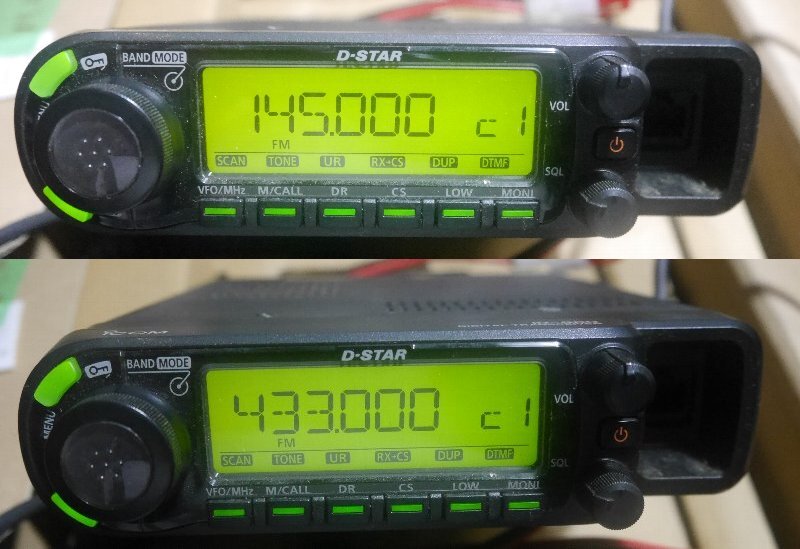 D-STAR
BAND MODE
145.000 C1
FM
SCAN TONE UR RX→CS DUP DTMF
VOL
SQL
VFO/MHz M/CALL DR CS LOW MONI
ICOM
D-STAR
BAND MODE
MENU
433.000 C1
FM
SCAN TONE UR RX→CS DUP DTMF
VOL
SQL
VFO/MHz M/CALL DR CS LOW MONI